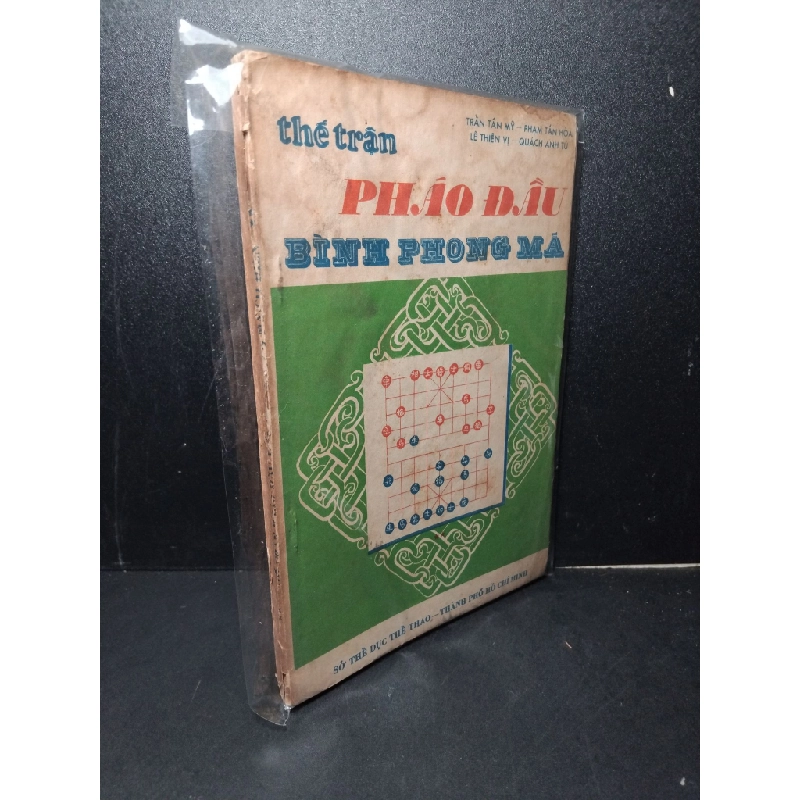 thế trận
TRẦN TẤN MỸ – PHẠM TẤN HÒA
LÊ THIÊN VỊ QUÁCH ANH TÚ
PHÁO ĐẦU
BÌNH PHONG MÃ
SỞ THỂ DỤC THỂ THAO – THÀNH PHỐ HỒ CHÍ MINH